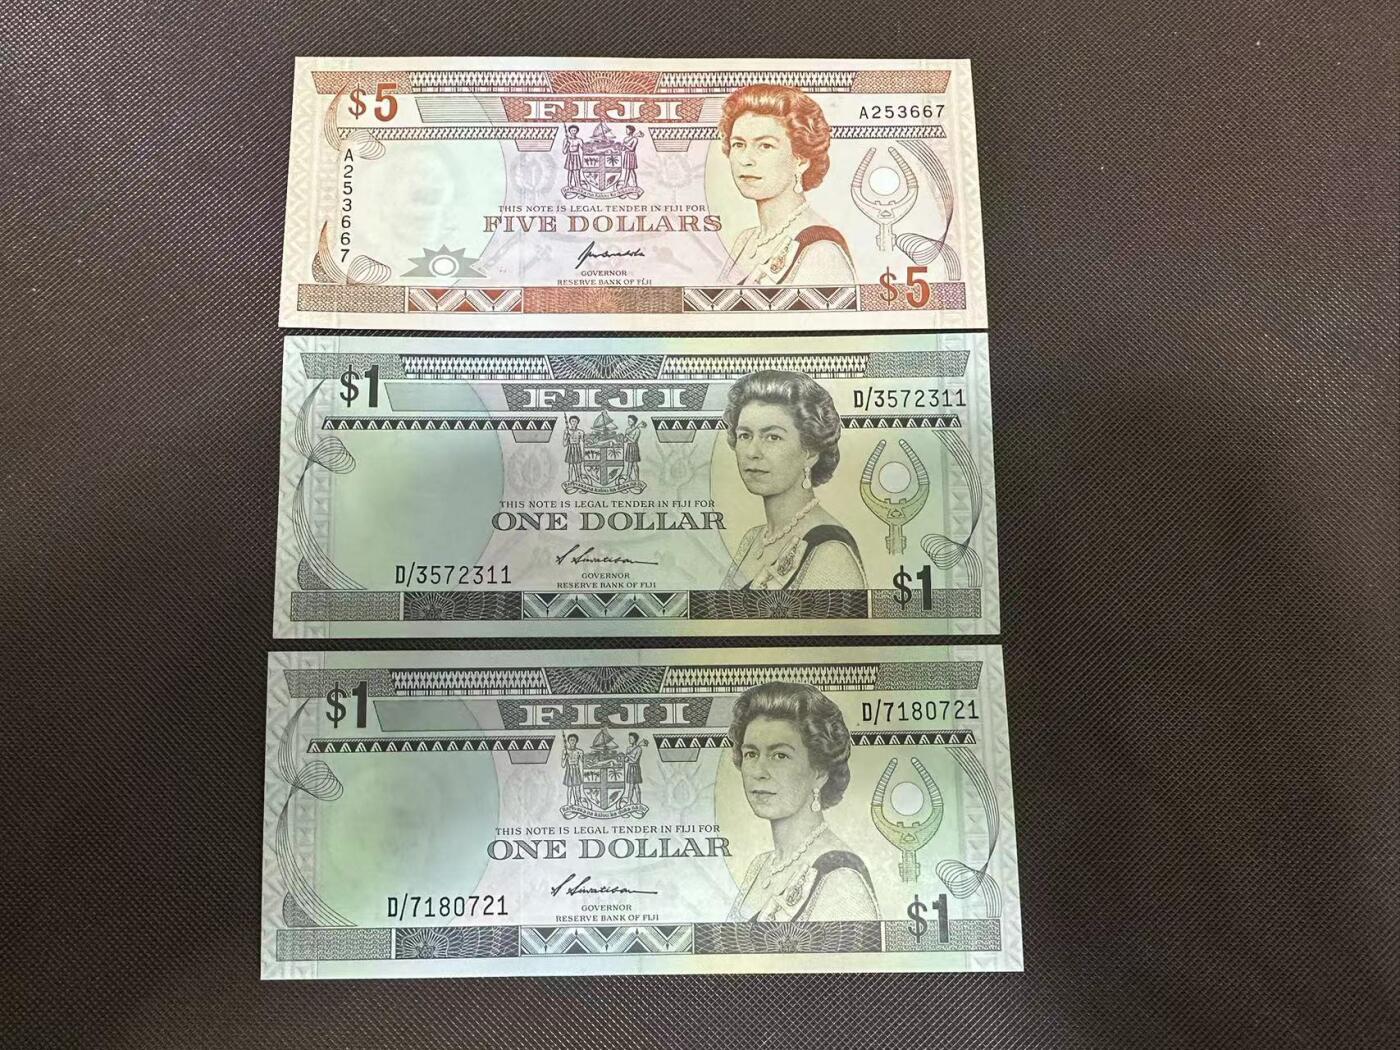 $5
FIJI
A253667
A253667
THIS NOTE IS LEGAL TENDER IN FIJI FOR
FIVE DOLLARS
GOVERNOR
RESERVE BANK OF FIJI
$5
$1
FIJI
D/3572311
THIS NOTE IS LEGAL TENDER IN FIJI FOR
ONE DOLLAR
D/3572311
GOVERNOR
RESERVE BANK OF FIJI
$1
$1
FIJI
D/7180721
THIS NOTE IS LEGAL TENDER IN FIJI FOR
ONE DOLLAR
D/7180721
GOVERNOR
RESERVE BANK OF FIJI
$1